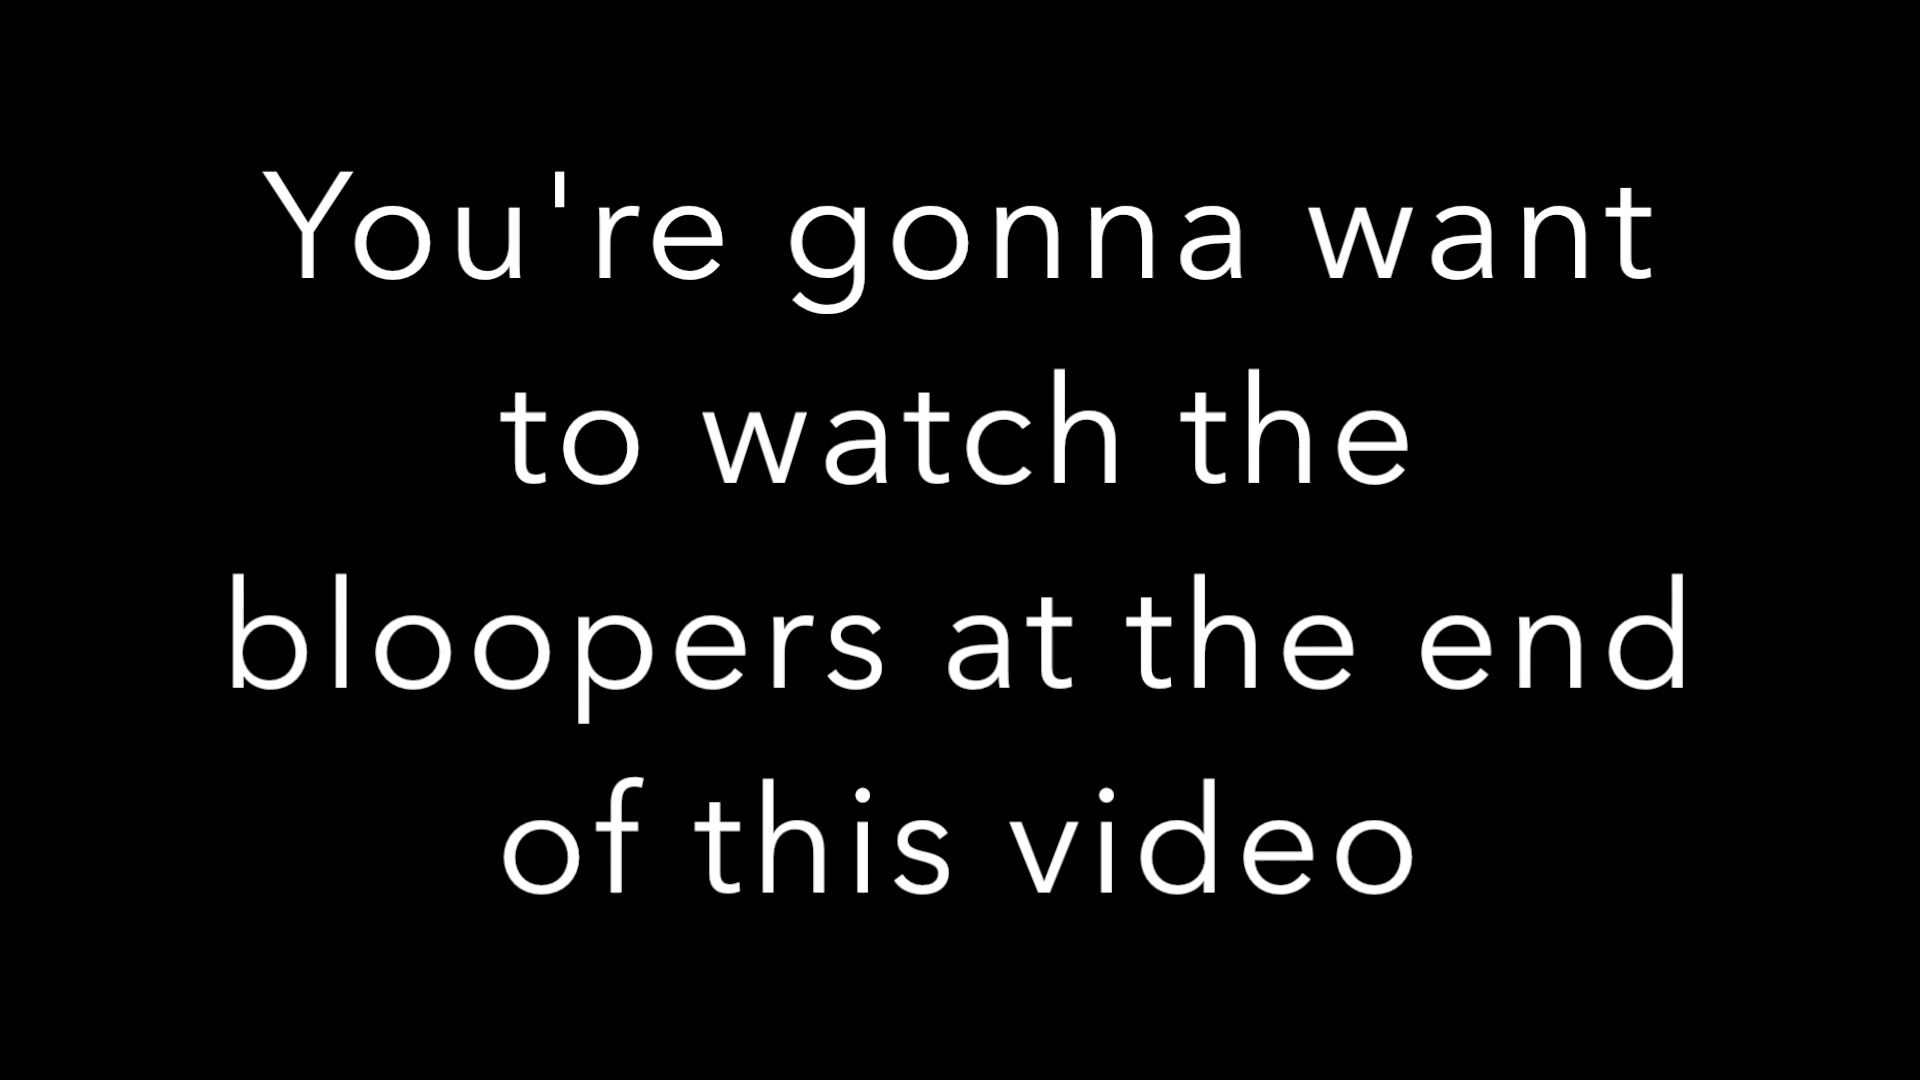 You're gonna want
to watch the
bloopers at the end
of this video